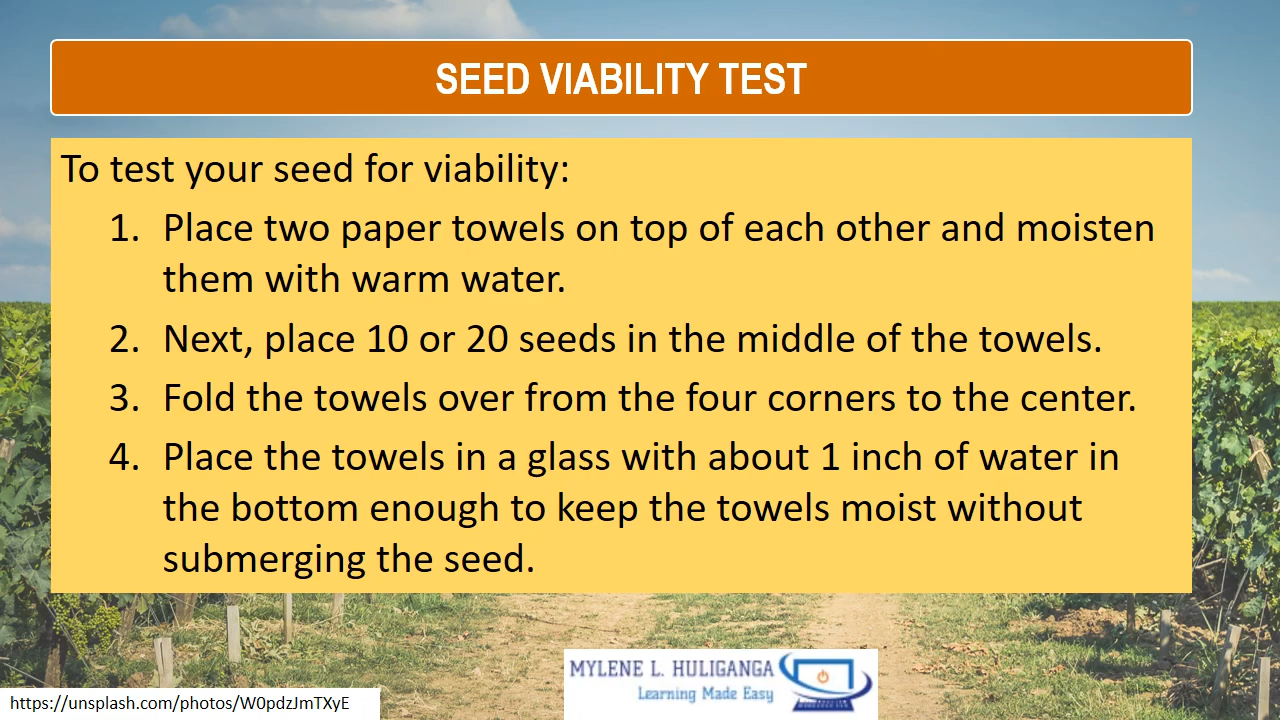 SEED VIABILITY TEST
To test your seed for viability:
1. Place two paper towels on top of each other and moisten
them with warm water.
2. Next, place 10 or 20 seeds in the middle of the towels.
3. Fold the towels over from the four corners to the center.
4. Place the towels in a glass with about 1 inch of water in
the bottom enough to keep the towels moist without
submerging the seed.
MYLENE L. HULIGANGA
Learning Made Easy
https://unsplash.com/photos/W0pdzJmTXyE